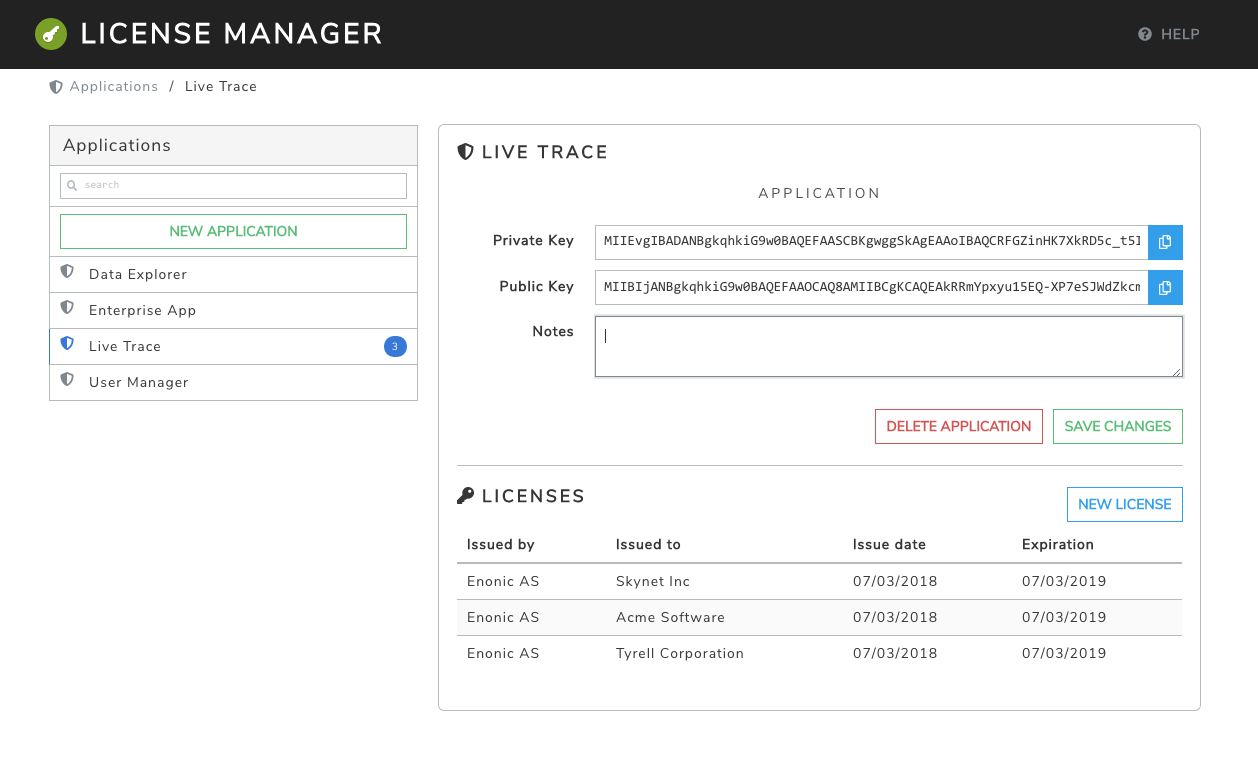 LICENSE MANAGER
HELP
Applications / Live Trace
Applications
search
NEW APPLICATION
Data Explorer
Enterprise App
Live Trace 3
User Manager
LIVE TRACE
APPLICATION
Private Key MIIEvgIBADANBgkqhkiG9w0BAQEFAASCBKgwggSkAgEAAoIBAQCRFGZinHK7XkRD5c_t5I
Public Key MIIBIjANBgkqhkiG9w0BAQEFAAOCAQ8AMIIBCgKCAQEAkRRmYpxyu15EQ-XP7eSJWdZkcm
Notes
DELETE APPLICATION SAVE CHANGES
LICENSES
NEW LICENSE
Issued by Issued to Issue date Expiration
Enonic AS Skynet Inc 07/03/2018 07/03/2019
Enonic AS Acme Software 07/03/2018 07/03/2019
Enonic AS Tyrell Corporation 07/03/2018 07/03/2019